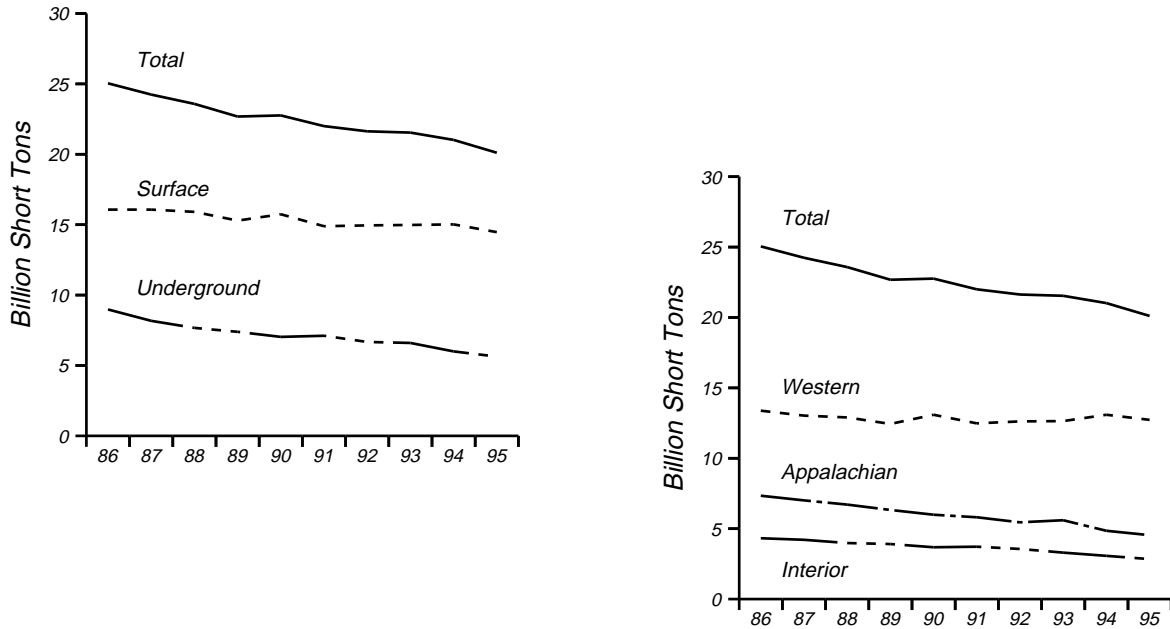 30
25
20
15
10
5
0
Billion Short Tons
Total
Surface
Underground
86 87 88 89 90 91 92 93 94 95
30
25
20
15
10
5
0
Billion Short Tons
Total
Western
Appalachian
Interior
86 87 88 89 90 91 92 93 94 95